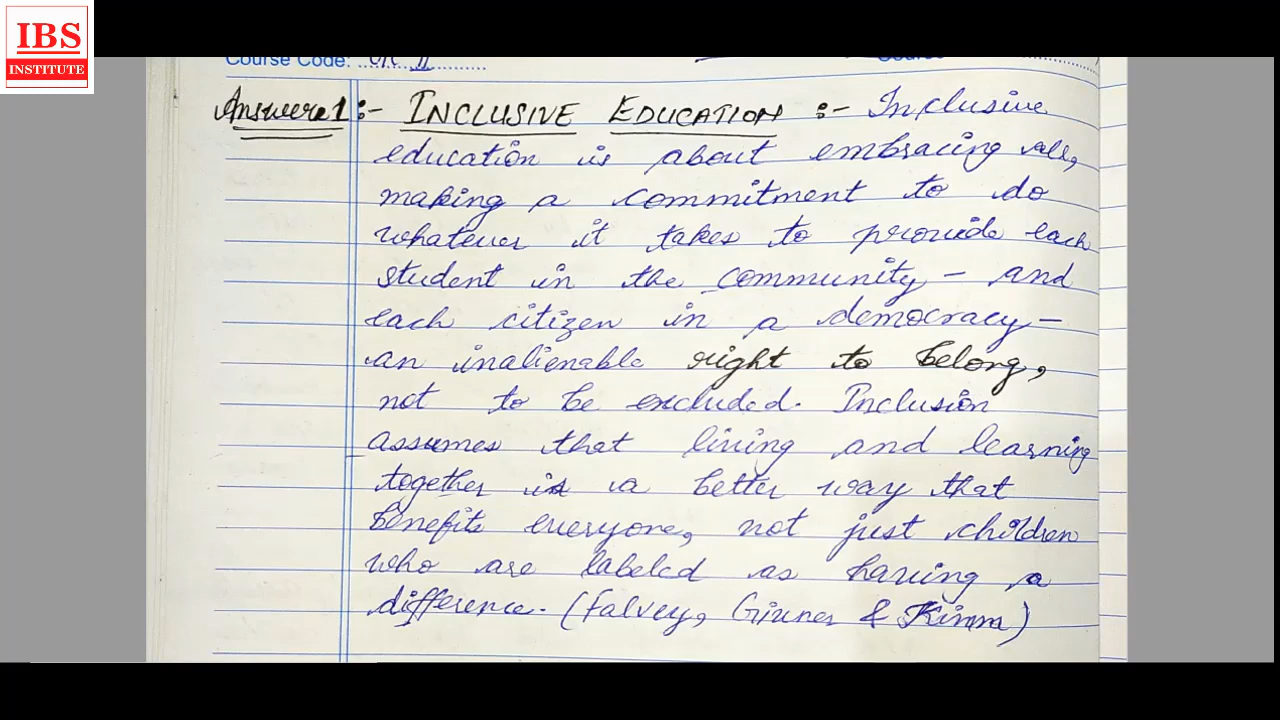 IBS
INSTITUTE
Course Code:
Answere1:- INCLUSIVE EDUCATION :- Inclusive
education is about embracing vall,
making a commitment to do
whatever it takes to provide each
student in the community - and
each citizen in a democracy -
an inalienable right to belong,
not to be excluded. Inclusion
assumes that living and learning
together is a better way that
benefits everyone, not just children
who are labeled as having a
difference. (Falvey, Givner & Kimm)